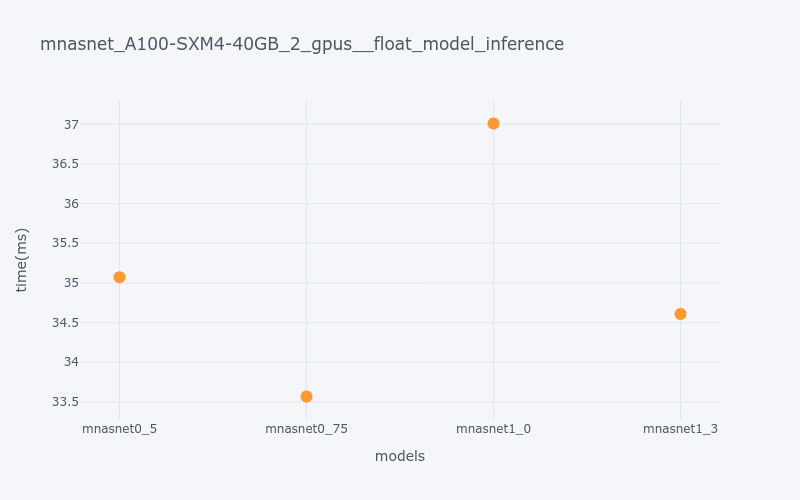 mnasnet_A100-SXM4-40GB_2_gpus__float_model_inference
time(ms)
37
36.5
36
35.5
35
34.5
34
33.5
mnasnet0_5
mnasnet0_75
mnasnet1_0
mnasnet1_3
models